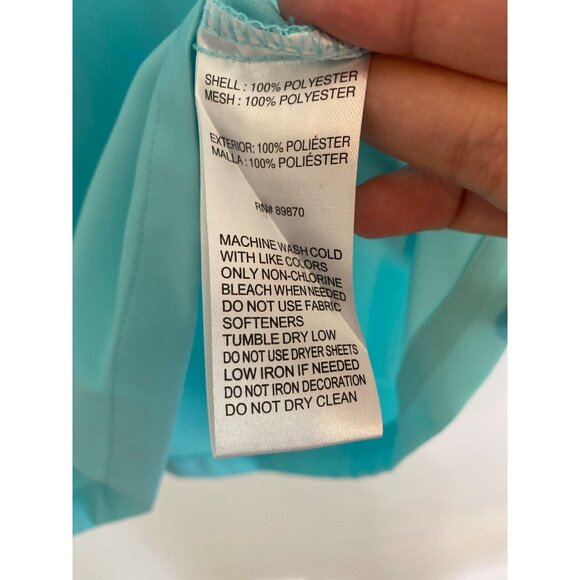 SHELL : 100% POLYESTER
MESH : 100% POLYESTER
EXTERIOR: 100% POLIÉSTER
MALLA : 100% POLIÉSTER
RN# 89870
MACHINE WASH COLD
WITH LIKE COLORS
ONLY NON-CHLORINE
BLEACH WHEN NEEDED
DO NOT USE FABRIC
SOFTENERS
TUMBLE DRY LOW
DO NOT USE DRYER SHEETS
LOW IRON IF NEEDED
DO NOT IRON DECORATION
DO NOT DRY CLEAN